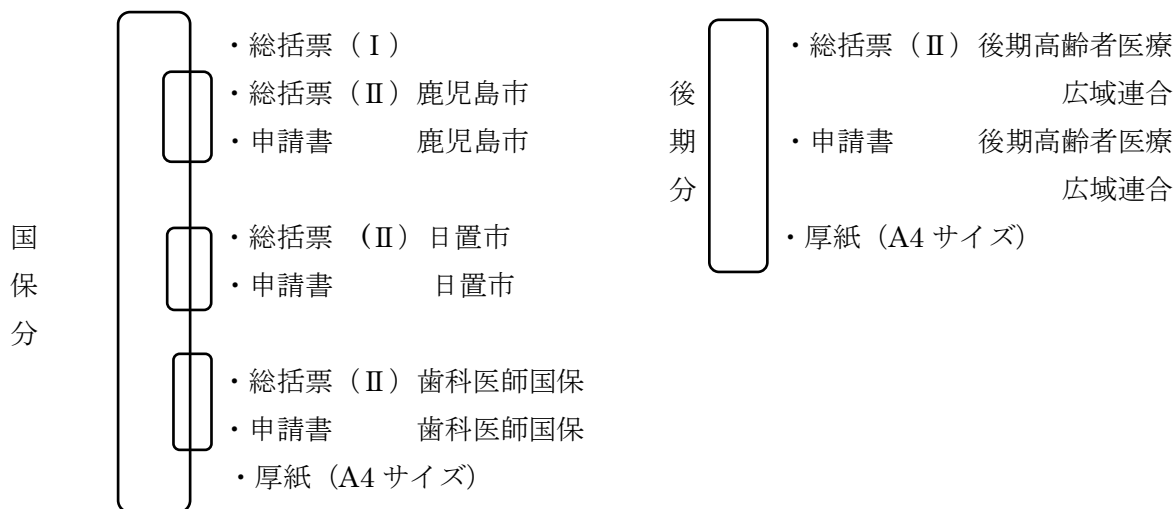 国保分
・総括票（Ⅰ）
・総括票（Ⅱ）鹿児島市
・申請書　　　鹿児島市
・総括票　(Ⅱ）日置市
・申請書　　　日置市
・総括票（Ⅱ）歯科医師国保
・申請書　　　歯科医師国保
・厚紙（A4 サイズ）
後期分
・総括票（Ⅱ）後期高齢者医療
広域連合
・申請書　　　後期高齢者医療
広域連合
・厚紙（A4 サイズ）